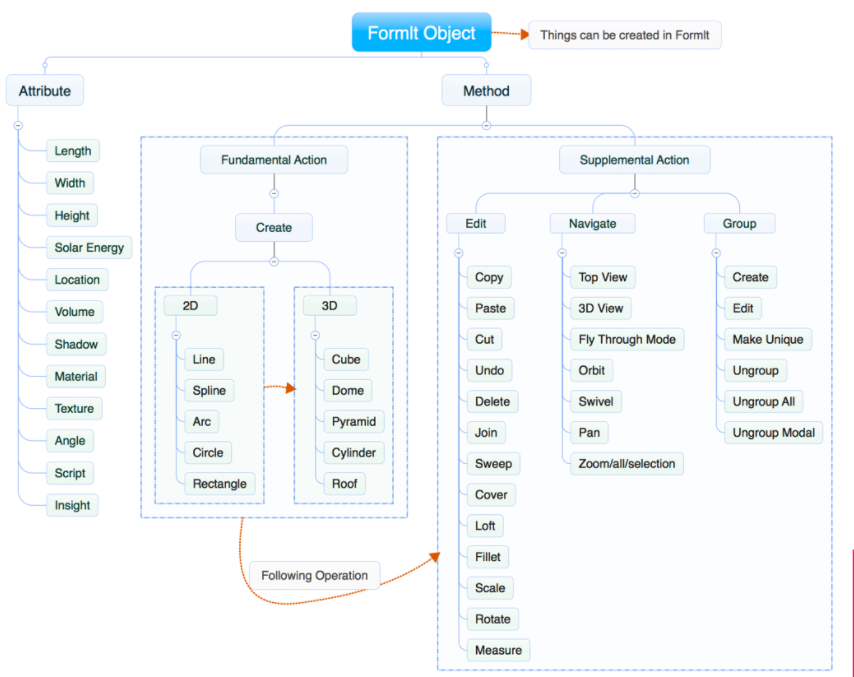 FormIt Object
Things can be created in FormIt
Attribute
Method
Length
Width
Height
Solar Energy
Location
Volume
Shadow
Material
Texture
Angle
Script
Insight
Fundamental Action
Create
2D
Line
Spline
Arc
Circle
Rectangle
3D
Cube
Dome
Pyramid
Cylinder
Roof
Following Operation
Supplemental Action
Edit
Copy
Paste
Cut
Undo
Delete
Join
Sweep
Cover
Loft
Fillet
Scale
Rotate
Measure
Navigate
Top View
3D View
Fly Through Mode
Orbit
Swivel
Pan
Zoom/all/selection
Group
Create
Edit
Make Unique
Ungroup
Ungroup All
Ungroup Modal